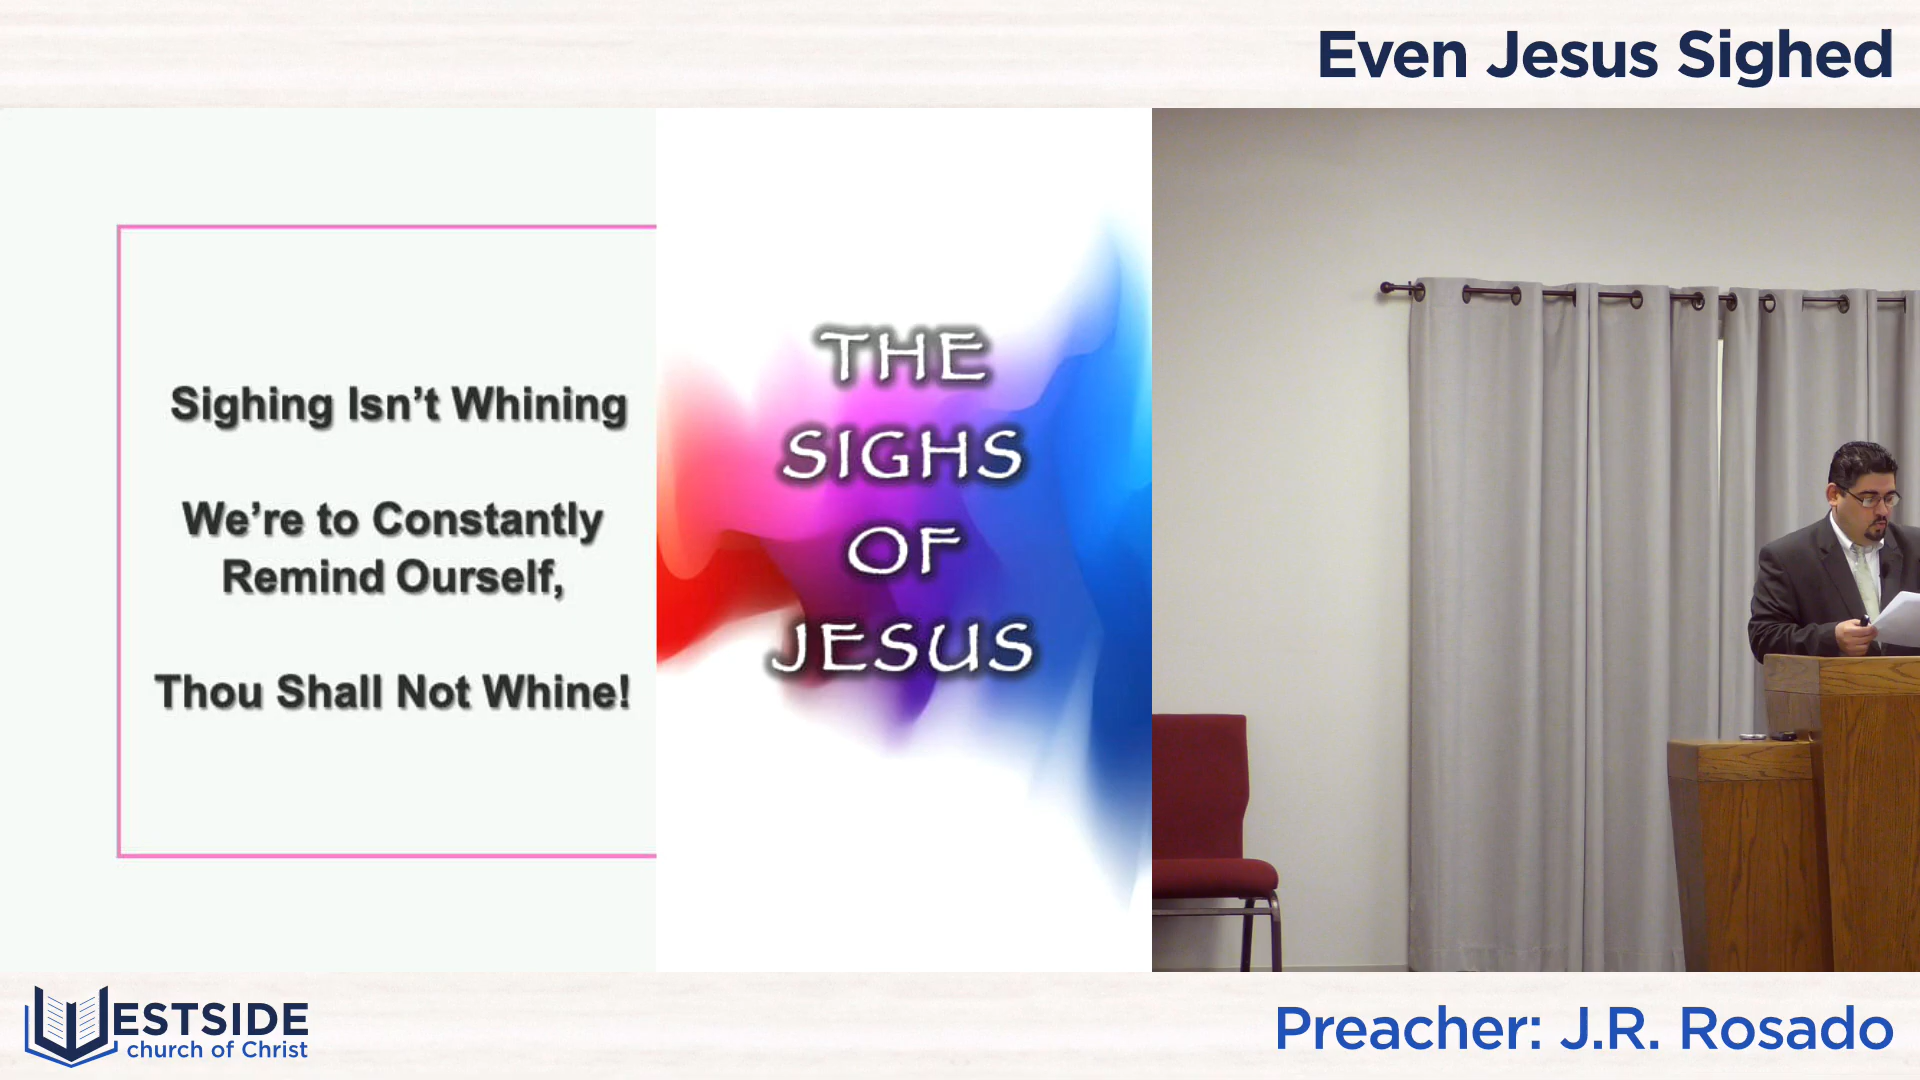 Even Jesus Sighed
Sighing Isn’t Whining
We’re to Constantly
Remind Ourself,
Thou Shall Not Whine!
THE
SIGHS
OF
JESUS
WESTSIDE
church of Christ
Preacher: J.R. Rosado